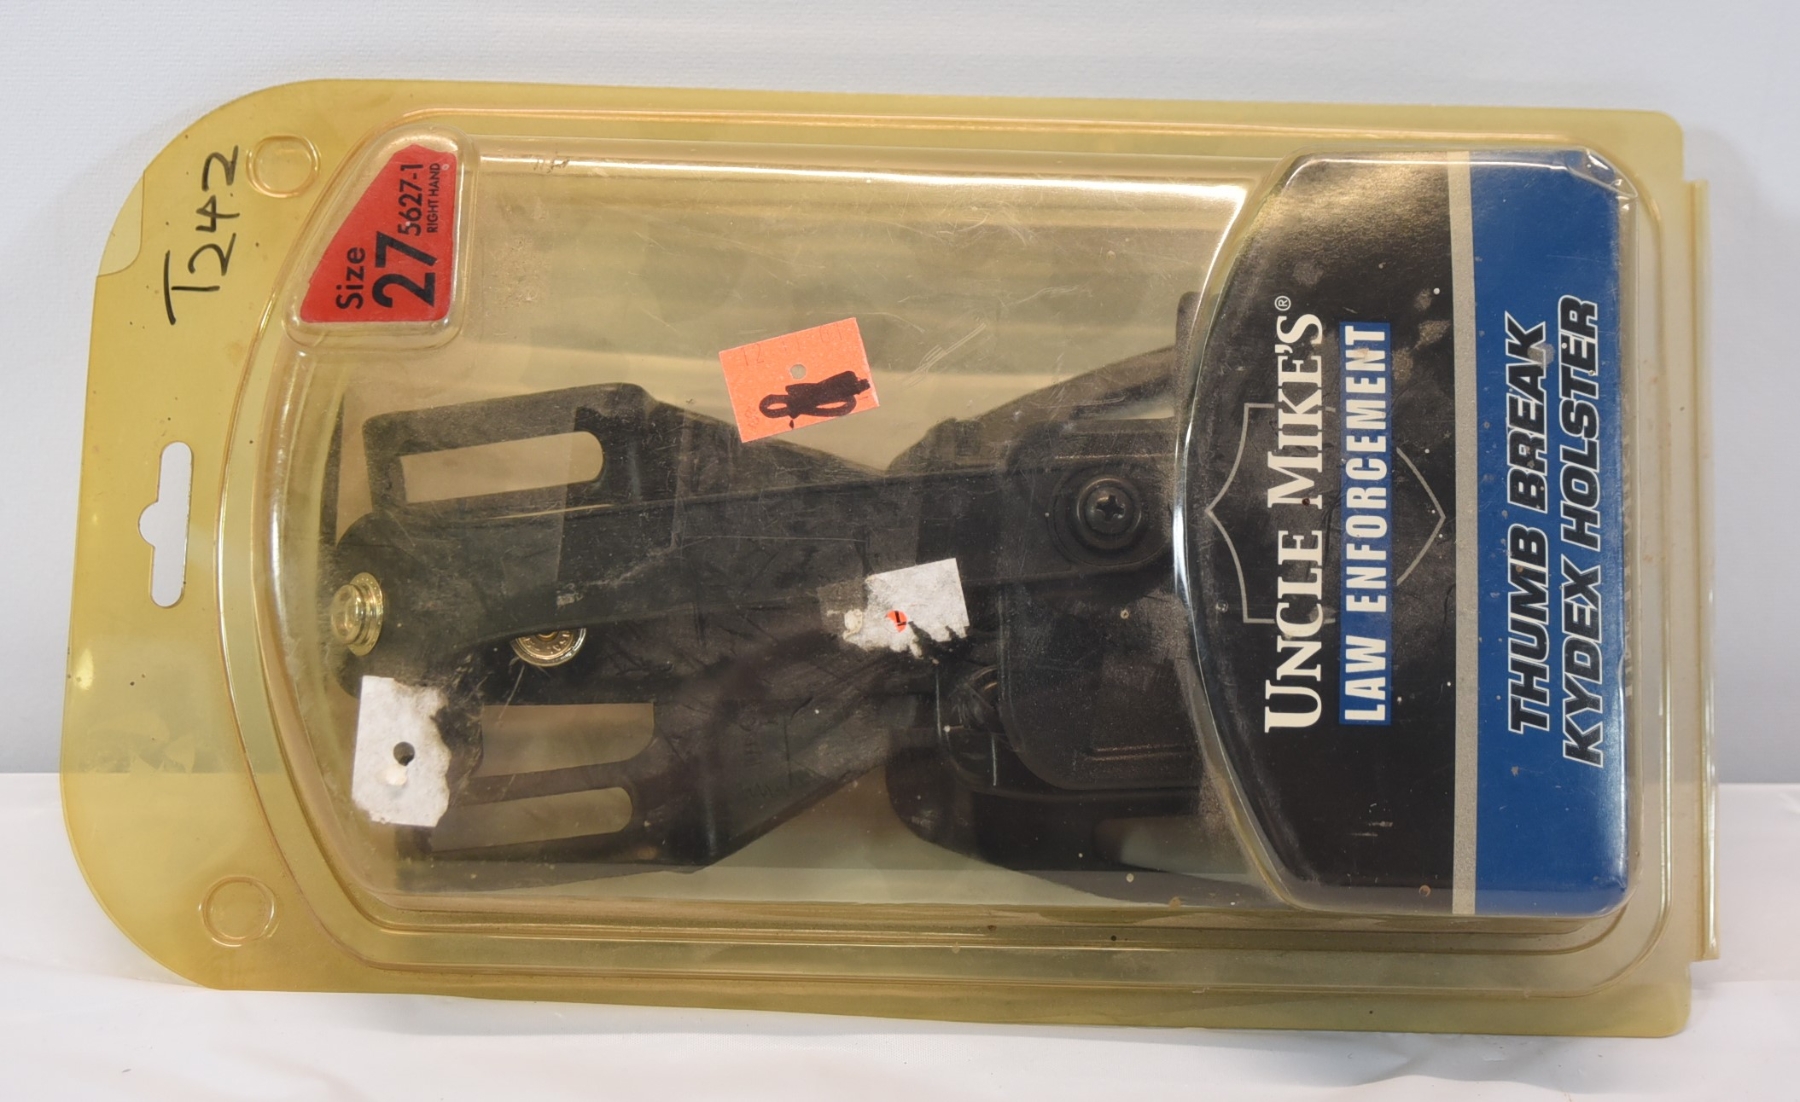 T242
Size
27
5627-1
RIGHT HAND
UNCLE MIKE'S®
LAW ENFORCEMENT
THUMB BREAK
KYDEX HOLSTER